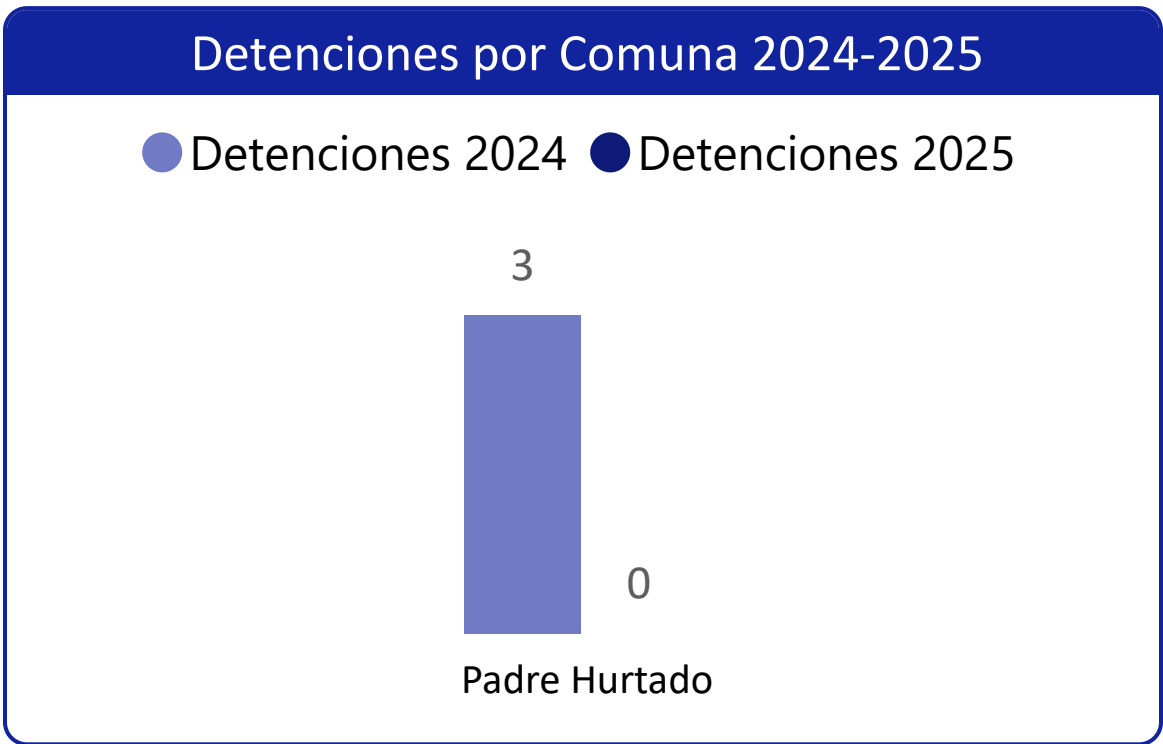 Detenciones por Comuna 2024-2025
Detenciones 2024 Detenciones 2025
3
0
Padre Hurtado